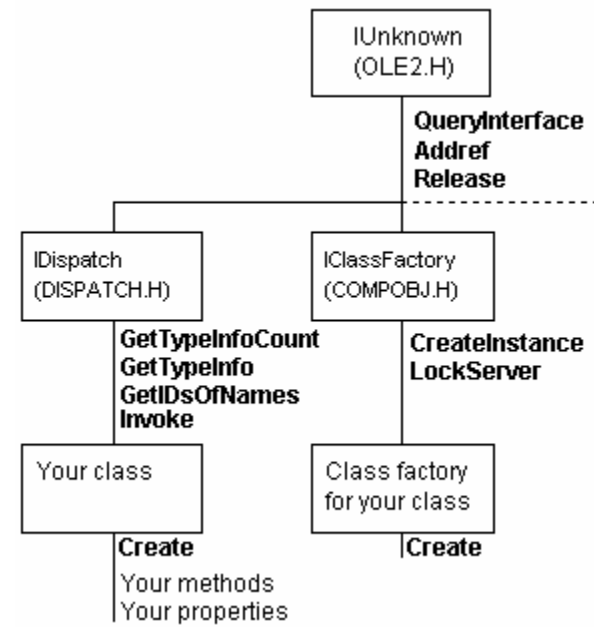 IUnknown
(OLE2.H)
QueryInterface
Addref
Release
IDispatch
(DISPATCH.H)
IClassFactory
(COMPOBJ.H)
GetTypeInfoCount
GetTypeInfo
GetIDsOfNames
Invoke
CreateInstance
LockServer
Your class
Class factory
for your class
Create
Your methods
Your properties
Create